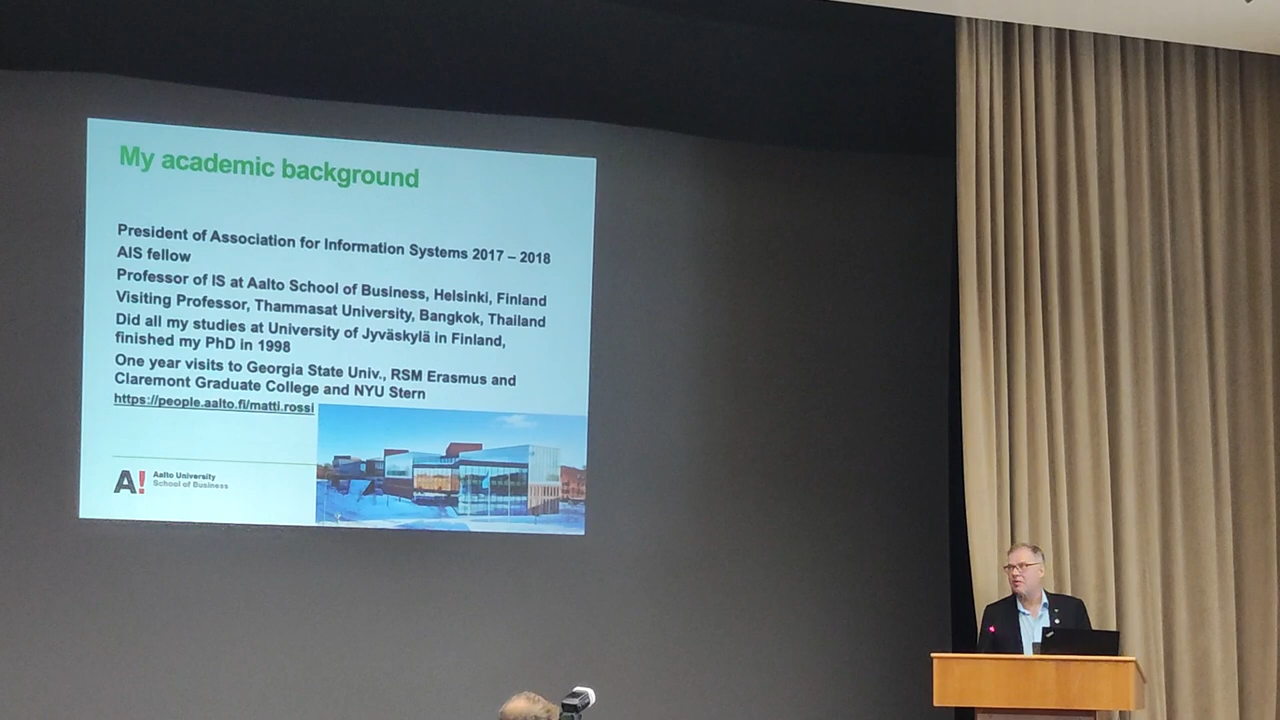 My academic background
President of Association for Information Systems 2017 – 2018
AIS fellow
Professor of IS at Aalto School of Business, Helsinki, Finland
Visiting Professor, Thammasat University, Bangkok, Thailand
Did all my studies at University of Jyväskylä in Finland,
finished my PhD in 1998
One year visits to Georgia State Univ., RSM Erasmus and
Claremont Graduate College and NYU Stern
https://people.aalto.fi/matti.rossi
A!
Aalto University
School of Business